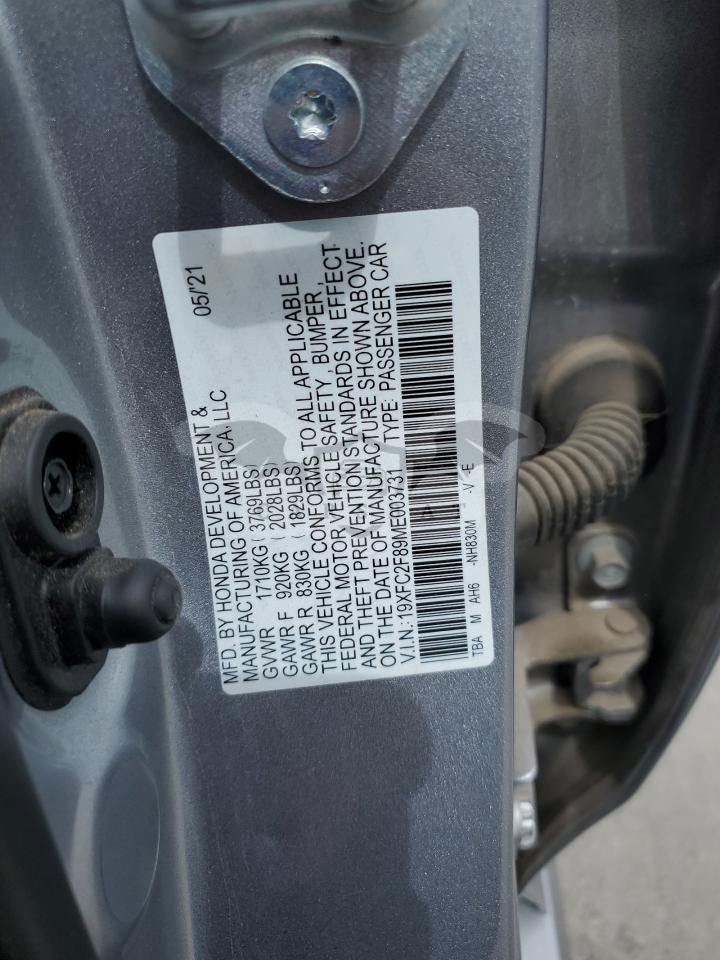 05/'21
MFD. BY HONDA DEVELOPMENT &
MANUFACTURING OF AMERICA, LLC
GVWR 1710KG ( 3769LBS)
GAWR F 920KG ( 2028LBS)
GAWR R 830KG ( 1829LBS)
THIS VEHICLE CONFORMS TO ALL APPLICABLE
FEDERAL MOTOR VEHICLE SAFETY, BUMPER,
AND THEFT PREVENTION STANDARDS IN EFFECT
ON THE DATE OF MANUFACTURE SHOWN ABOVE.
V.I.N.: 19XFC2F89ME003731 TYPE: PASSENGER CAR
TBA M AH6 -NH830M